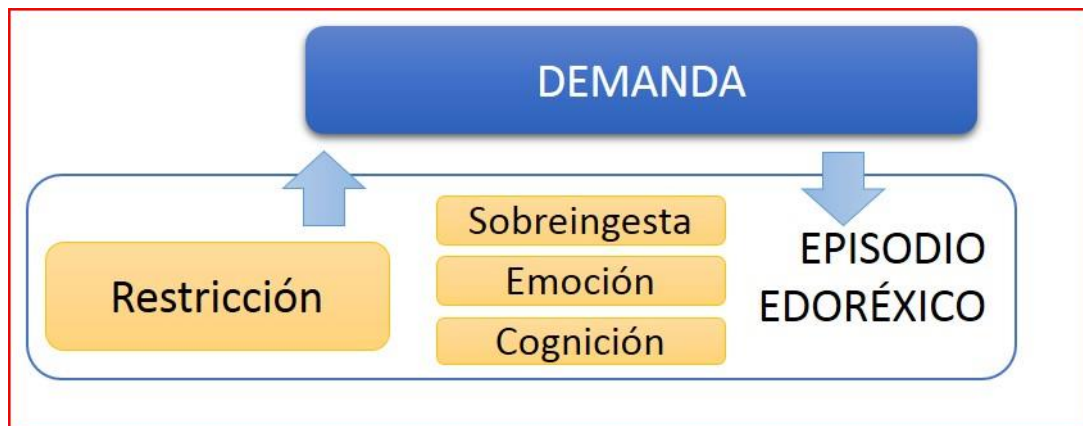 DEMANDA
Restricción
Sobreingesta
Emoción
Cognición
EPISODIO
EDORÉXICO